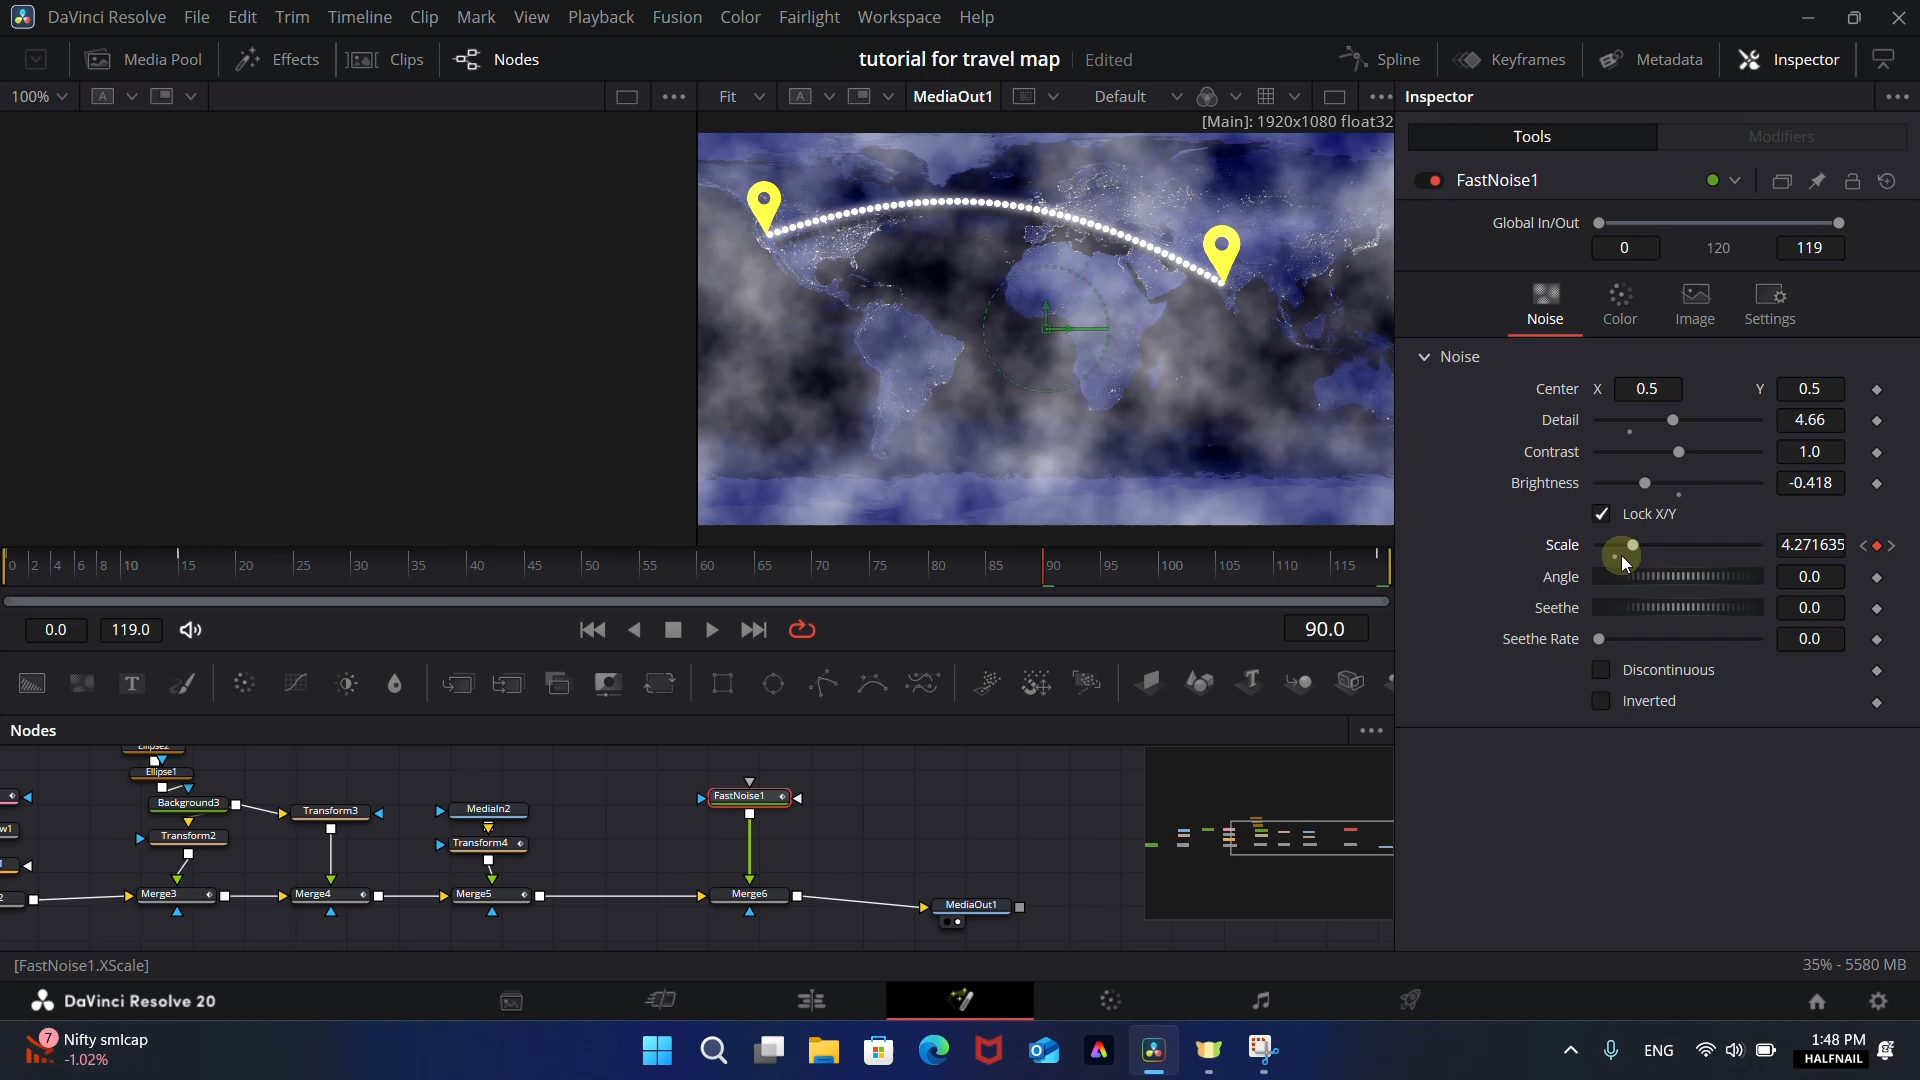 DaVinci Resolve File Edit Trim Timeline Clip Mark View Playback Fusion Color Fairlight Workspace Help
Media Pool Effects Clips Nodes tutorial for travel map Edited Spline Keyframes Metadata Inspector
100% A Fit A MediaOut1 Default Inspector
[Main]: 1920x1080 float32
Tools Modifiers
FastNoise1
Global In/Out
0 120 119
Noise Color Image Settings
Noise
Center X 0.5 Y 0.5
Detail 4.66
Contrast 1.0
Brightness -0.418
Lock X/Y
Scale 4.271635
Angle 0.0
Seethe 0.0
Seethe Rate 0.0
Discontinuous
Inverted
0 2 4 6 8 10 15 20 25 30 35 40 45 50 55 60 65 70 75 80 85 90 95 100 105 110 115
0.0 119.0 90.0
T
Nodes
Ellipse2
Ellipse1
Background3 Transform3 MediaIn2 FastNoise1
w1
Transform2 Transform4
1
2 Merge3 Merge4 Merge5 Merge6 MediaOut1
[FastNoise1.XScale] 35% - 5580 MB
DaVinci Resolve 20
7 Nifty smlcap
-1.02%
ENG
1:48 PM
HALFNAIL